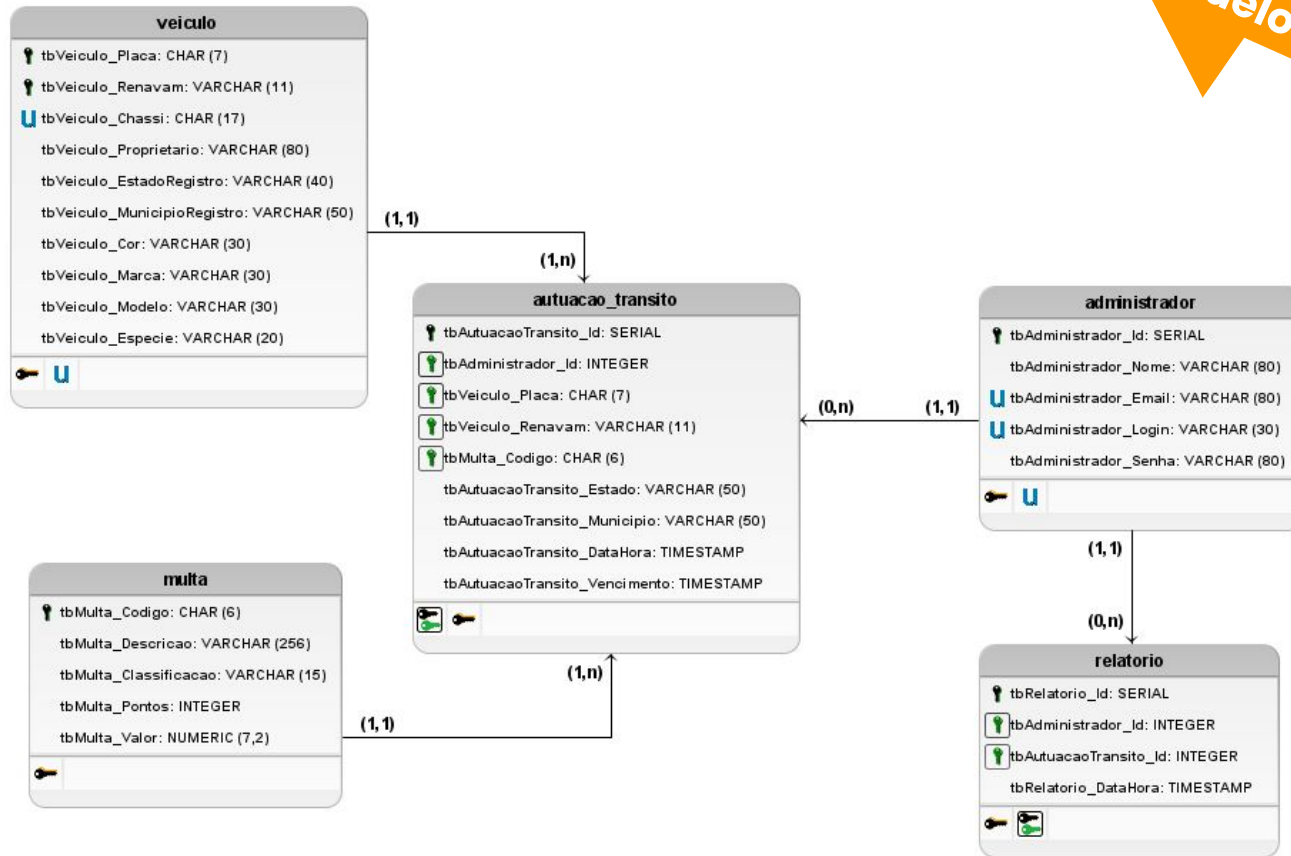 veiculo
tbVeiculo_Placa: CHAR (7)
tbVeiculo_Renavam: VARCHAR (11)
U tbVeiculo_Chassi: CHAR (17)
tbVeiculo_Proprietario: VARCHAR (80)
tbVeiculo_EstadoRegistro: VARCHAR (40)
tbVeiculo_MunicipioRegistro: VARCHAR (50)
tbVeiculo_Cor: VARCHAR (30)
tbVeiculo_Marca: VARCHAR (30)
tbVeiculo_Modelo: VARCHAR (30)
tbVeiculo_Especie: VARCHAR (20)
U
(1,1)
(1,n)
autuacao_transito
tbAutuacaoTransito_Id: SERIAL
tbAdministrador_Id: INTEGER
tbVeiculo_Placa: CHAR (7)
tbVeiculo_Renavam: VARCHAR (11)
tbMulta_Codigo: CHAR (6)
tbAutuacaoTransito_Estado: VARCHAR (50)
tbAutuacaoTransito_Municipio: VARCHAR (50)
tbAutuacaoTransito_DataHora: TIMESTAMP
tbAutuacaoTransito_Vencimento: TIMESTAMP
(0,n)
(1,1)
administrador
tbAdministrador_Id: SERIAL
tbAdministrador_Nome: VARCHAR (80)
U tbAdministrador_Email: VARCHAR (80)
U tbAdministrador_Login: VARCHAR (30)
tbAdministrador_Senha: VARCHAR (80)
U
(1,1)
(0,n)
multa
tbMulta_Codigo: CHAR (6)
tbMulta_Descricao: VARCHAR (256)
tbMulta_Classificacao: VARCHAR (15)
tbMulta_Pontos: INTEGER
tbMulta_Valor: NUMERIC (7,2)
(1,1)
(1,n)
relatorio
tbRelatorio_Id: SERIAL
tbAdministrador_Id: INTEGER
tbAutuacaoTransito_Id: INTEGER
tbRelatorio_DataHora: TIMESTAMP